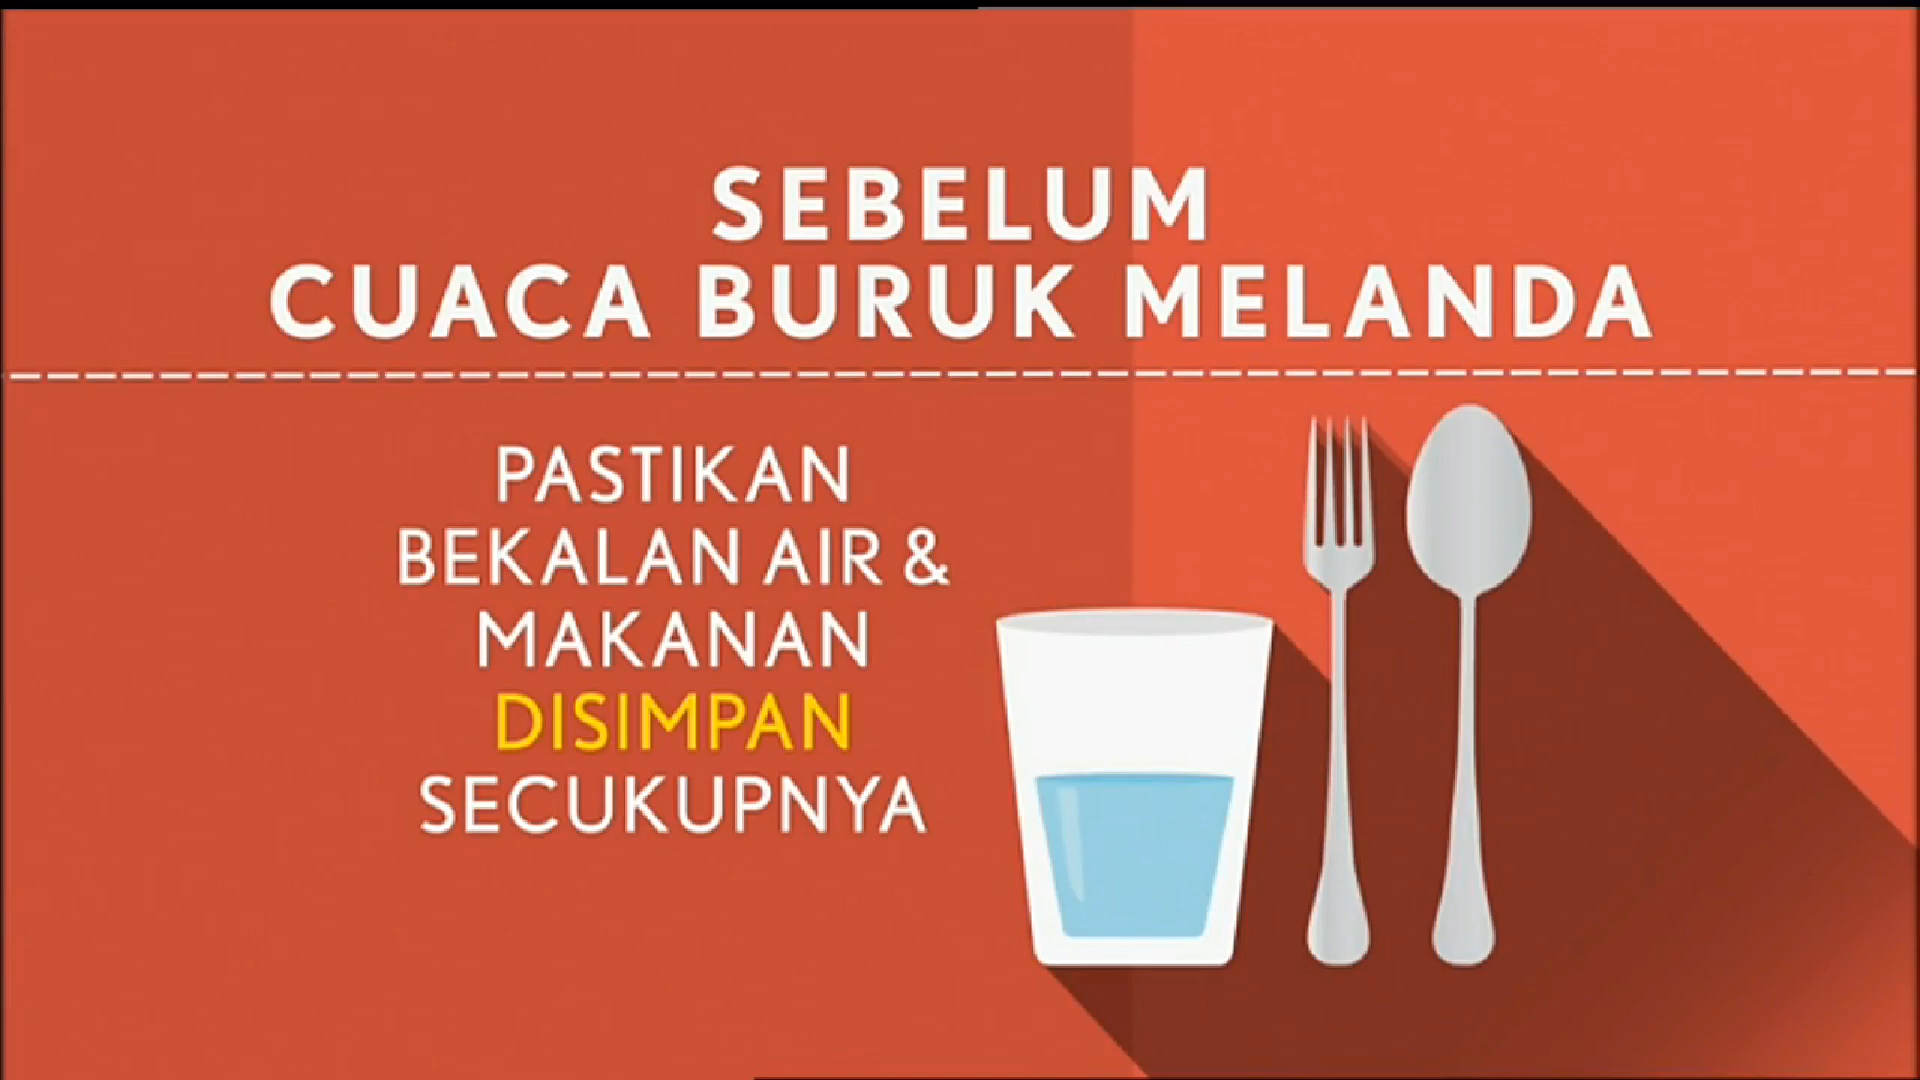 SEBELUM
CUACA BURUK MELANDA
PASTIKAN
BEKALAN AIR &
MAKANAN
DISIMPAN
SECUKUPNYA